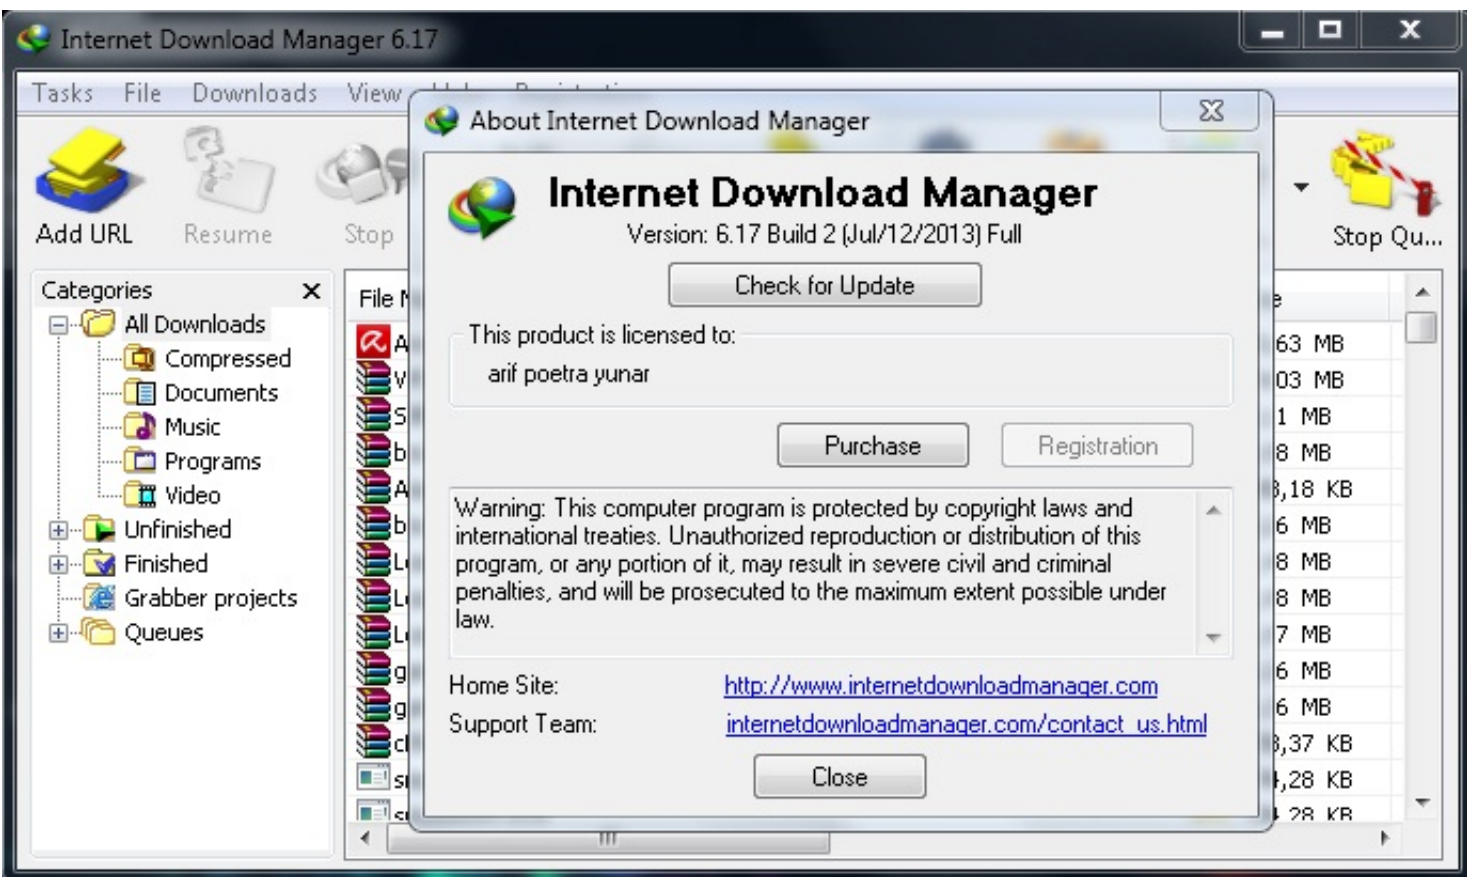 Internet Download Manager 6.17
Tasks File Downloads View
About Internet Download Manager
Add URL
Resume
Stop
Stop Qu...
Internet Download Manager
Version: 6.17 Build 2 (Jul/12/2013) Full
Check for Update
This product is licensed to:
arif poetra yunar
Purchase
Registration
Warning: This computer program is protected by copyright laws and
international treaties. Unauthorized reproduction or distribution of this
program, or any portion of it, may result in severe civil and criminal
penalties, and will be prosecuted to the maximum extent possible under
law.
Home Site: http://www.internetdownloadmanager.com
Support Team: internetdownloadmanager.com/contact_us.html
Close
Categories
All Downloads
Compressed
Documents
Music
Programs
Video
Unfinished
Finished
Grabber projects
Queues
File
63 MB
03 MB
1 MB
8 MB
,18 KB
6 MB
8 MB
8 MB
7 MB
6 MB
6 MB
,37 KB
,28 KB
28 KB